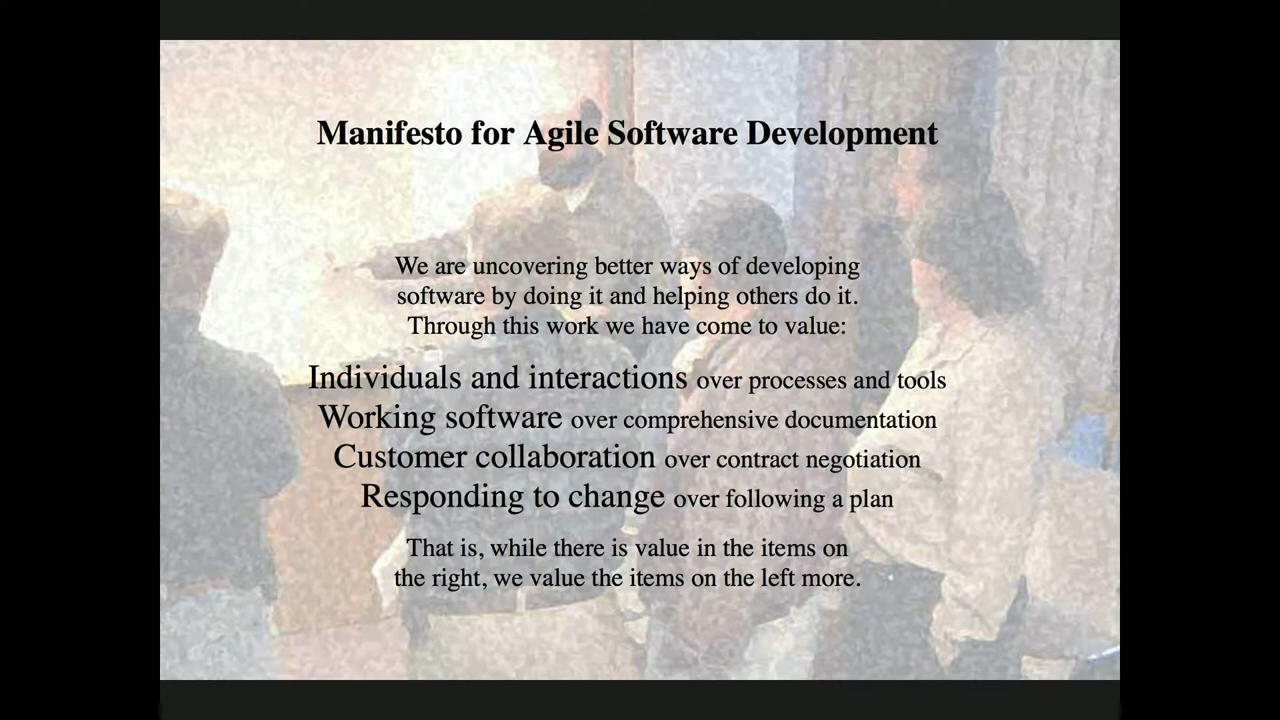 Manifesto for Agile Software Development
We are uncovering better ways of developing
software by doing it and helping others do it.
Through this work we have come to value:
Individuals and interactions over processes and tools
Working software over comprehensive documentation
Customer collaboration over contract negotiation
Responding to change over following a plan
That is, while there is value in the items on
the right, we value the items on the left more.